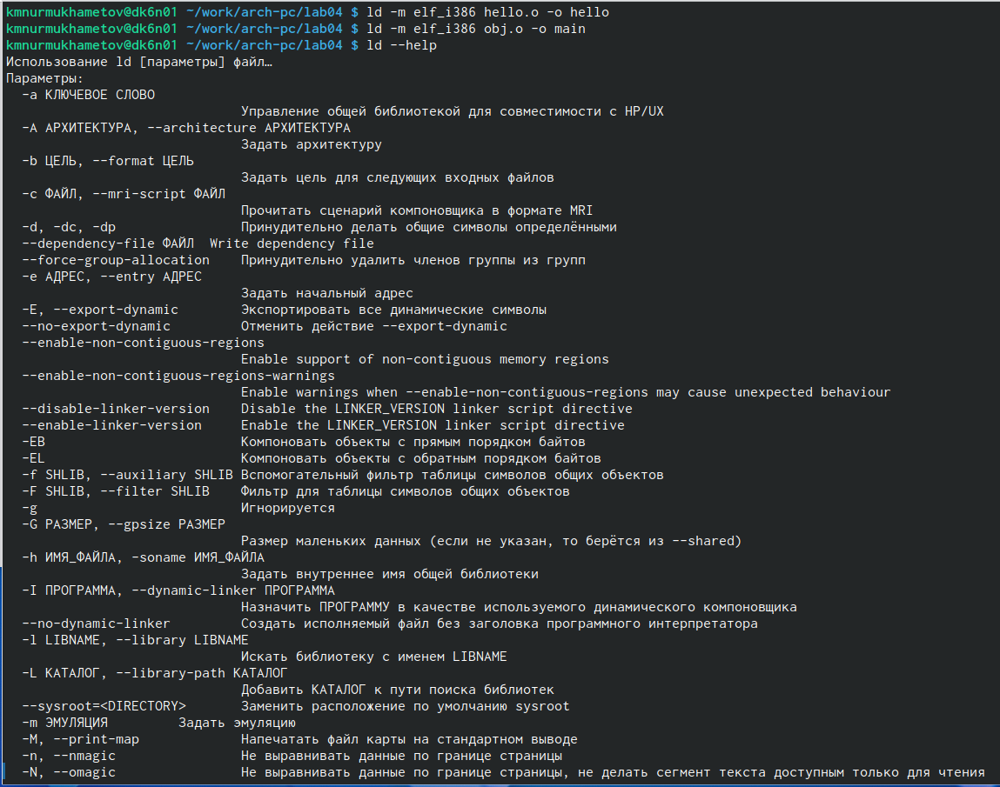 kmnurmukhametov@dk6n01 ~/work/arch-pc/lab04 $ ld -m elf_i386 hello.o -o hello
kmnurmukhametov@dk6n01 ~/work/arch-pc/lab04 $ ld -m elf_i386 obj.o -o main
kmnurmukhametov@dk6n01 ~/work/arch-pc/lab04 $ ld --help
Использование ld [параметры] файл…
Параметры:
  -a КЛЮЧЕВОЕ СЛОВО
                              Управление общей библиотекой для совместимости с HP/UX
  -A АРХИТЕКТУРА, --architecture АРХИТЕКТУРА
                              Задать архитектуру
  -b ЦЕЛЬ, --format ЦЕЛЬ
                              Задать цель для следующих входных файлов
  -c ФАЙЛ, --mri-script ФАЙЛ
                              Прочитать сценарий компоновщика в формате MRI
  -d, -dc, -dp                Принудительно делать общие символы определёнными
  --dependency-file ФАЙЛ  Write dependency file
  --force-group-allocation    Принудительно удалить членов группы из групп
  -e АДРЕС, --entry АДРЕС
                              Задать начальный адрес
  -E, --export-dynamic        Экспортировать все динамические символы
  --no-export-dynamic         Отменить действие --export-dynamic
  --enable-non-contiguous-regions
                              Enable support of non-contiguous memory regions
  --enable-non-contiguous-regions-warnings
                              Enable warnings when --enable-non-contiguous-regions may cause unexpected behaviour
  --disable-linker-version    Disable the LINKER_VERSION linker script directive
  --enable-linker-version     Enable the LINKER_VERSION linker script directive
  -EB                         Компоновать объекты с прямым порядком байтов
  -EL                         Компоновать объекты с обратным порядком байтов
  -f SHLIB, --auxiliary SHLIB Вспомогательный фильтр таблицы символов общих объектов
  -F SHLIB, --filter SHLIB    Фильтр для таблицы символов общих объектов
  -g                          Игнорируется
  -G РАЗМЕР, --gpsize РАЗМЕР
                              Размер маленьких данных (если не указан, то берётся из --shared)
  -h ИМЯ_ФАЙЛА, -soname ИМЯ_ФАЙЛА
                              Задать внутреннее имя общей библиотеки
  -I ПРОГРАММА, --dynamic-linker ПРОГРАММА
                              Назначить ПРОГРАММУ в качестве используемого динамического компоновщика
  --no-dynamic-linker         Создать исполняемый файл без заголовка программного интерпретатора
  -l LIBNAME, --library LIBNAME
                              Искать библиотеку с именем LIBNAME
  -L КАТАЛОГ, --library-path КАТАЛОГ
                              Добавить КАТАЛОГ к пути поиска библиотек
  --sysroot=<DIRECTORY>       Заменить расположение по умолчанию sysroot
  -m ЭМУЛЯЦИЯ         Задать эмуляцию
  -M, --print-map             Напечатать файл карты на стандартном выводе
  -n, --nmagic                Не выравнивать данные по границе страницы
  -N, --omagic                Не выравнивать данные по границе страницы, не делать сегмент текста доступным только для чтения